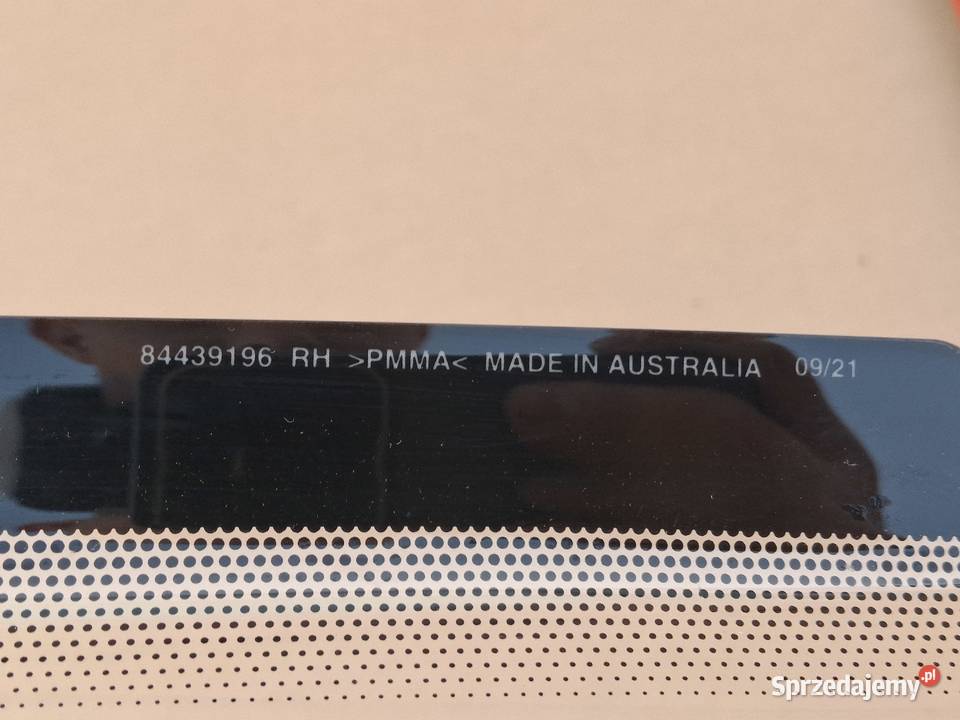 84439196 RH >PMMA< MADE IN AUSTRALIA 09/21
Sprzedajemy.pl